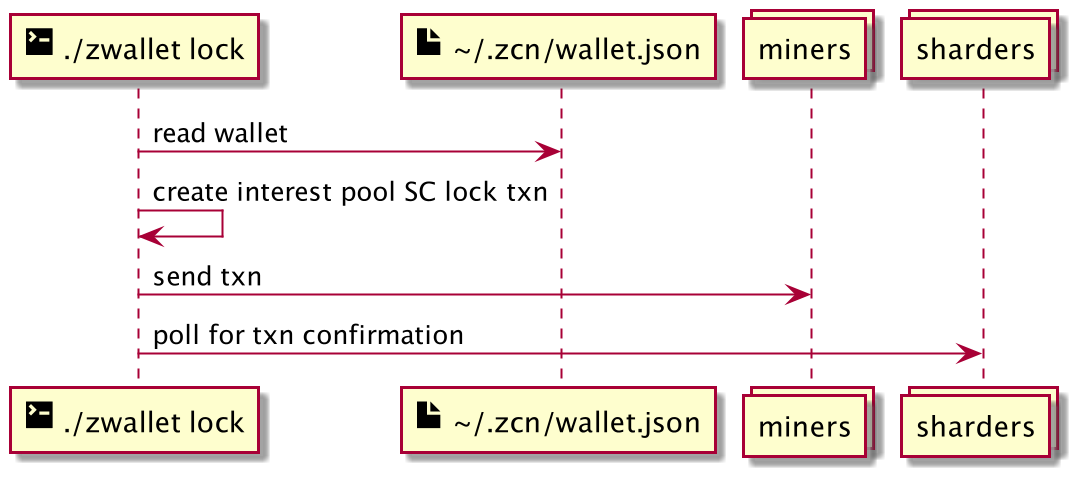 ./zwallet lock
~/.zcn/wallet.json
miners
sharders
read wallet
create interest pool SC lock txn
send txn
poll for txn confirmation
./zwallet lock
~/.zcn/wallet.json
miners
sharders